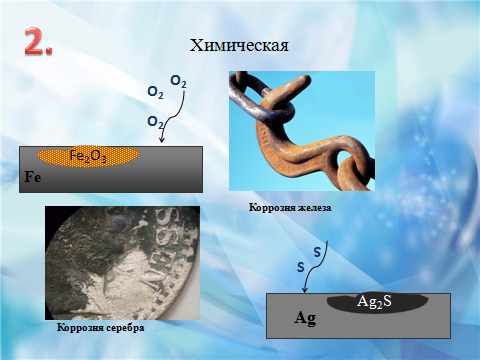 2.
Химическая
O₂
O₂
O₂
Fe₂O₃
Fe
Коррозия железа
Коррозия серебра
S
S
Ag₂S
Ag